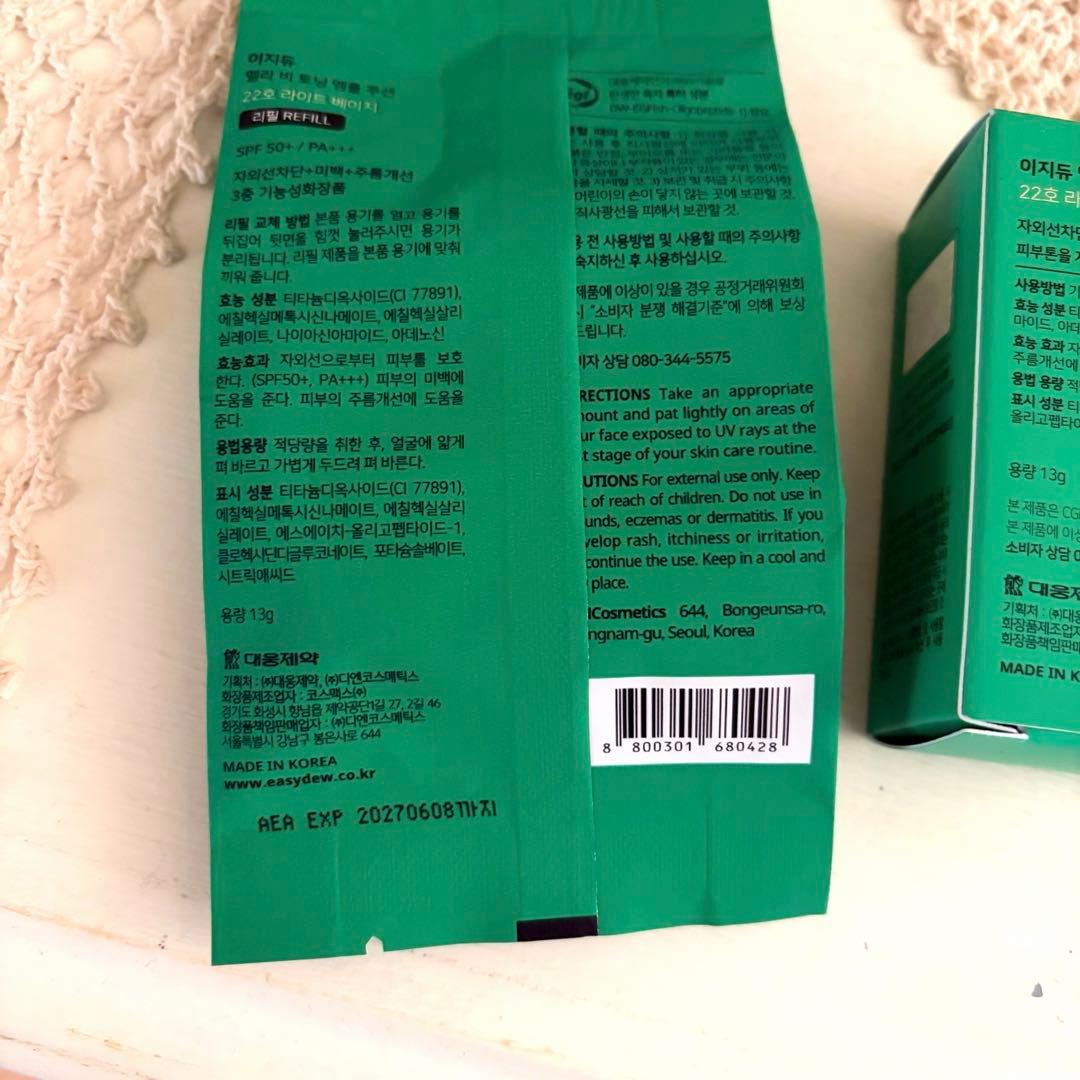 이지듀
멜라 비 토닝 앰플 쿠션
22호 라이트 베이지
리필 REFILL
SPF 50+ / PA+++
자외선차단+미백+주름개선
3중 기능성화장품
리필 교체 방법 본품 용기를 열고 용기를
뒤집어 뒷면을 힘껏 눌러주시면 용기가
분리됩니다. 리필 제품을 본품 용기에 맞춰
끼워 줍니다.
효능 성분 티타늄디옥사이드(CI 77891),
에칠헥실메톡시신나메이트, 에칠헥실살리
실레이트, 나이아신아마이드, 아데노신
효능효과 자외선으로부터 피부를 보호
한다. (SPF50+, PA+++) 피부의 미백에
도움을 준다. 피부의 주름개선에 도움을
준다.
용법용량 적당량을 취한 후, 얼굴에 얇게
펴 바르고 가볍게 두드려 펴 바른다.
표시 성분 티타늄디옥사이드(CI 77891),
에칠헥실메톡시신나메이트, 에칠헥실살리
실레이트, 에스에이치-올리고펩타이드-1,
클로헥시딘디글루코네이트, 포타슘솔베이트,
시트릭애씨드
용량 13g
대웅제약
기획처 : ㈜대웅제약, ㈜디엔코스메틱스
화장품제조업자 : 코스맥스㈜
경기도 화성시 향남읍 제약공단1길 27, 2길 46
화장품책임판매업자 : ㈜디엔코스메틱스
서울특별시 강남구 봉은사로 644
MADE IN KOREA
www.easydew.co.kr
AEA EXP 20270608까지
때의 주의사항
어린이의 손이 닿지 않는 곳에 보관할 것.
직사광선을 피해서 보관할 것.
용 전 사용방법 및 사용할 때의 주의사항
숙지하신 후 사용하십시오.
제품에 이상이 있을 경우 공정거래위원회
시 "소비자 분쟁 해결기준"에 의해 보상
드립니다.
비자 상담 080-344-5575
RECTIONS Take an appropriate
mount and pat lightly on areas of
ur face exposed to UV rays at the
t stage of your skin care routine.
UTIONS For external use only. Keep
t of reach of children. Do not use in
unds, eczemas or dermatitis. If you
velop rash, itchiness or irritation,
continue the use. Keep in a cool and
place.
lCosmetics 644, Bongeunsa-ro,
ngnam-gu, Seoul, Korea
8 800301 680428
이지듀
22호 라
자외선차단
피부톤을
사용방법
효능 성분 티
마이드, 아데
효능 효과 자
주름개선에
용법 용량 적
표시 성분 티
올리고펩타이
용량 13g
본 제품은 CG
본 제품에 이상
소비자 상담 0
대웅제
기획처 : ㈜대웅
화장품제조업자
화장품책임판매
MADE IN K